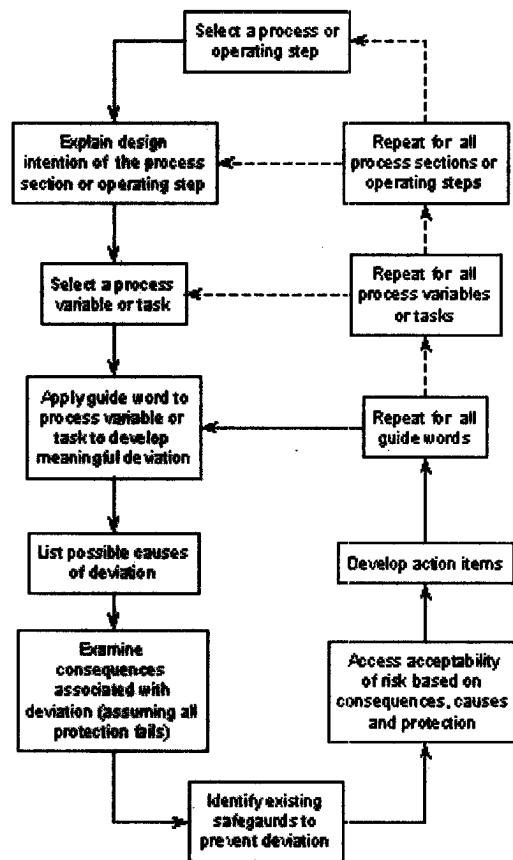 Select a process or
operating step
Explain design
intention of the process
section or operating step
Repeat for all
process sections or
operating steps
Select a process
variable or task
Repeat for all
process variables
or tasks
Apply guide word to
process variable or
task to develop
meaningful deviation
Repeat for all
guide words
List possible causes
of deviation
Develop action items
Examine
consequences
associated with
deviation (assuming all
protection fails)
Access acceptability
of risk based on
consequences, causes
and protection
Identify existing
safegaurds to
prevent deviation